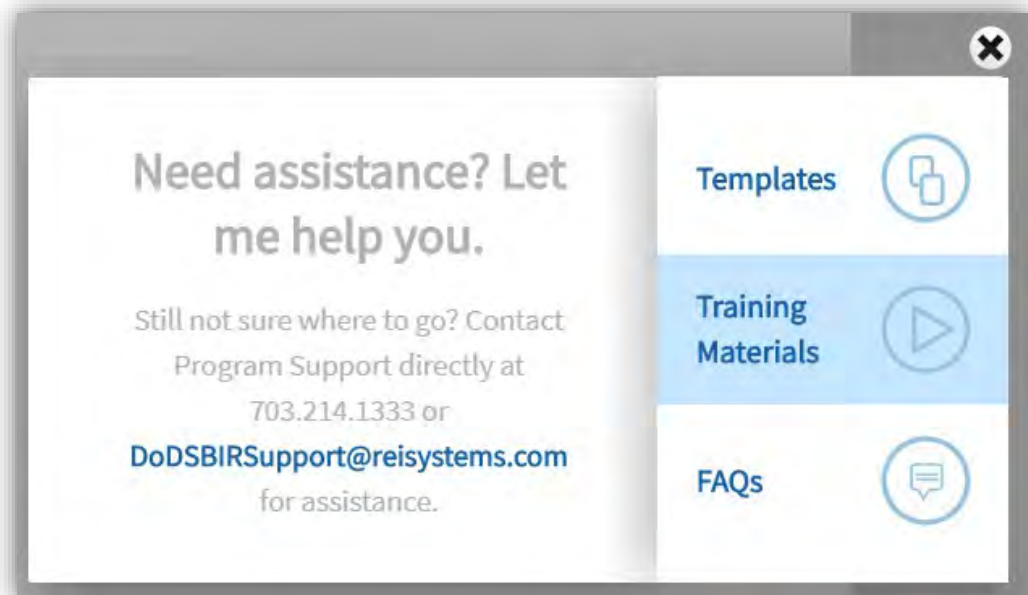 Need assistance? Let
me help you.
Still not sure where to go? Contact
Program Support directly at
703.214.1333 or
DoDSBIRSupport@reisystems.com
for assistance.
Templates
Training
Materials
FAQs